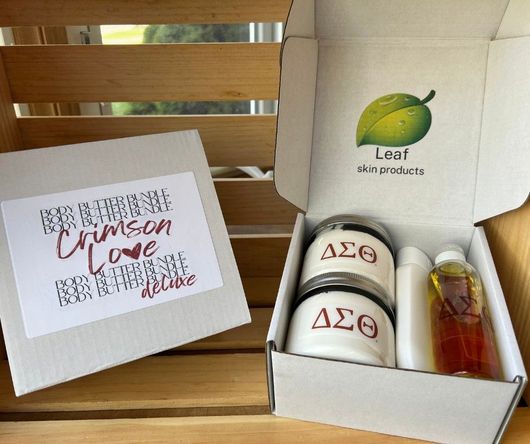 BODY BUTTER BUNDLE
BODY BUTTER BUNDLE
BODY BUTTER BUNDLE
Crimson
Love
BODY BUTTER BUNDLE
BODY BUTTER BUNDLE
BODY BUTTER BUNDLE
deluxe
Leaf
skin products
ΔΣΘ
ΔΣΘ
ΔΣ